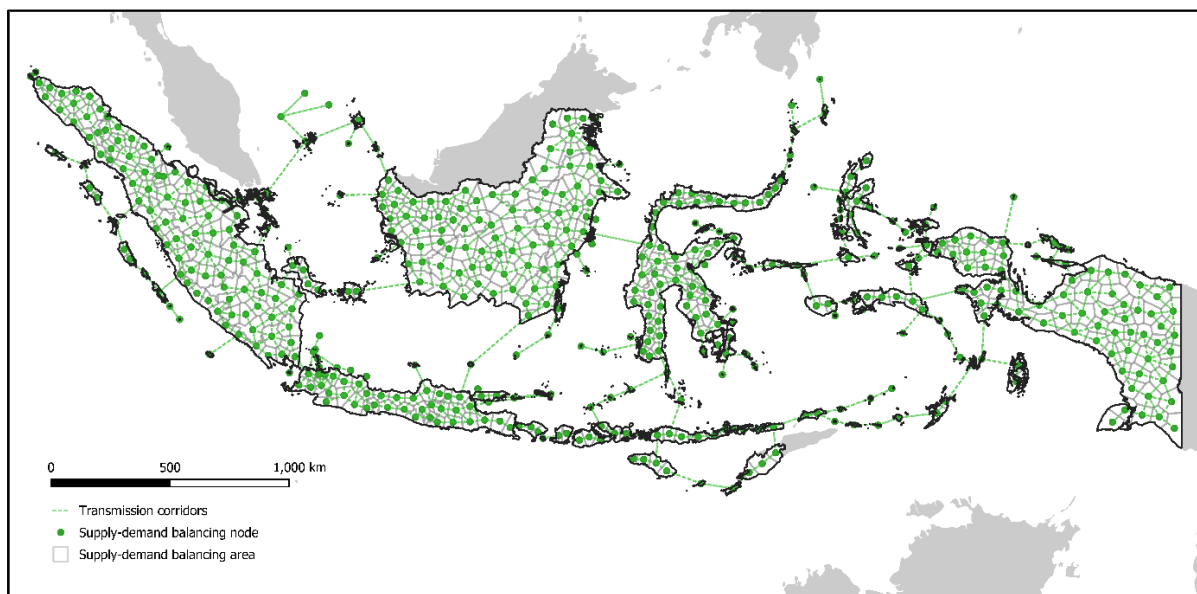 0 500 1,000 km
Transmission corridors
Supply-demand balancing node
Supply-demand balancing area